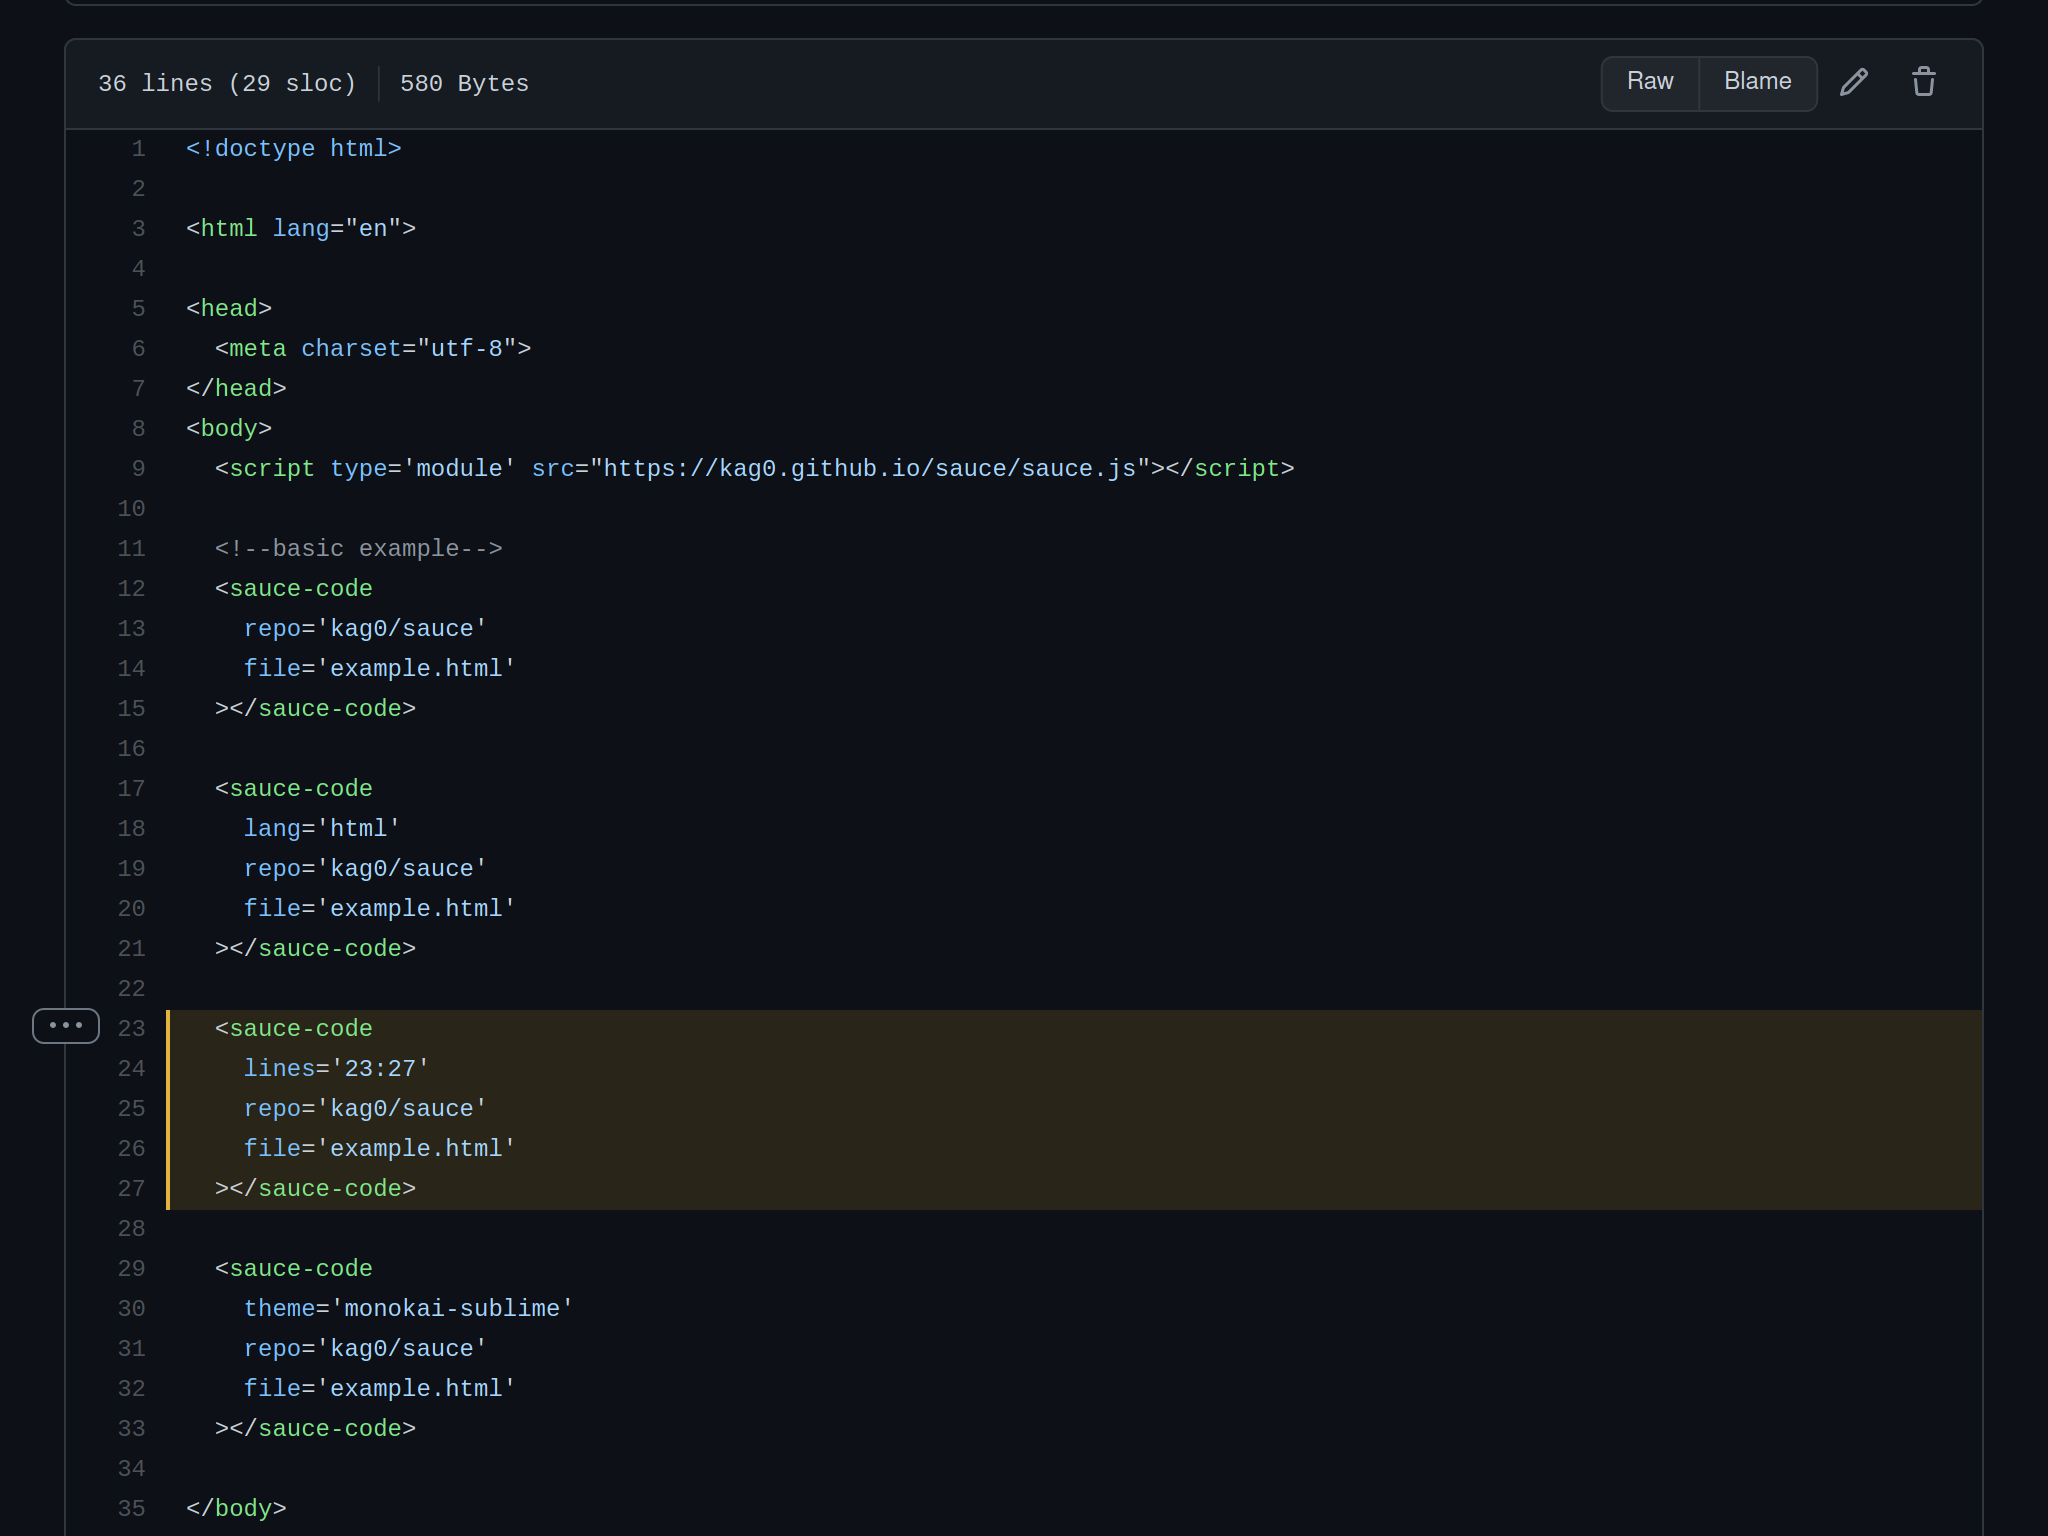 36 lines (29 sloc) 580 Bytes Raw Blame
1 <!doctype html>
2
3 <html lang="en">
4
5 <head>
6   <meta charset="utf-8">
7 </head>
8 <body>
9   <script type='module' src="https://kag0.github.io/sauce/sauce.js"></script>
10
11   <!--basic example-->
12   <sauce-code
13     repo='kag0/sauce'
14     file='example.html'
15   ></sauce-code>
16
17   <sauce-code
18     lang='html'
19     repo='kag0/sauce'
20     file='example.html'
21   ></sauce-code>
22
23   <sauce-code
24     lines='23:27'
25     repo='kag0/sauce'
26     file='example.html'
27   ></sauce-code>
28
29   <sauce-code
30     theme='monokai-sublime'
31     repo='kag0/sauce'
32     file='example.html'
33   ></sauce-code>
34
35 </body>